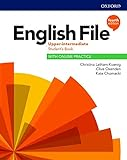 OXFORD
fourth edition
English File
Upper-intermediate
Student's Book
WITH ONLINE PRACTICE
Christina Latham-Koenig
Clive Oxenden
Kate Chomacki